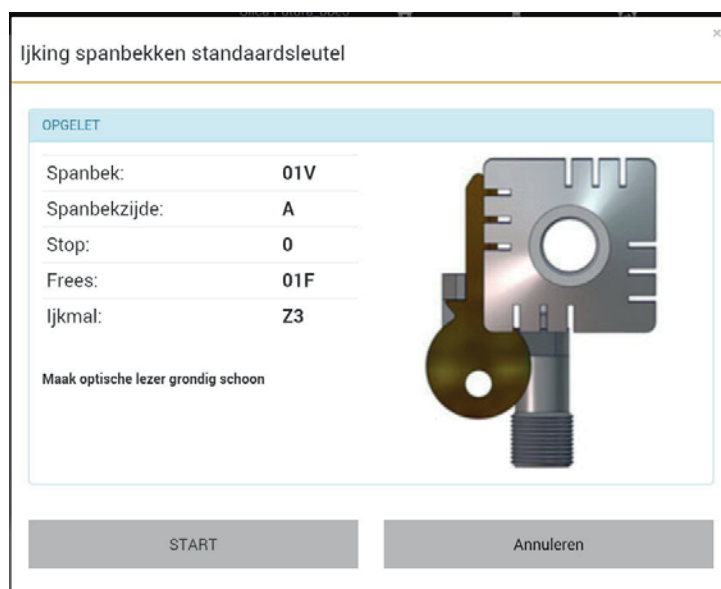 ×
Ijking spanbekken standaardsleutel
OPGELET
Spanbek: 01V
Spanbekzijde: A
Stop: 0
Frees: 01F
Ijkmal: Z3
Maak optische lezer grondig schoon
START
Annuleren